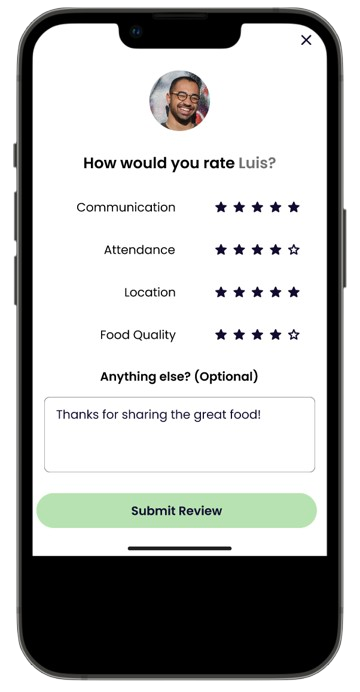 How would you rate Luis?
Communication
Attendance
Location
Food Quality
Anything else? (Optional)
Thanks for sharing the great food!
Submit Review